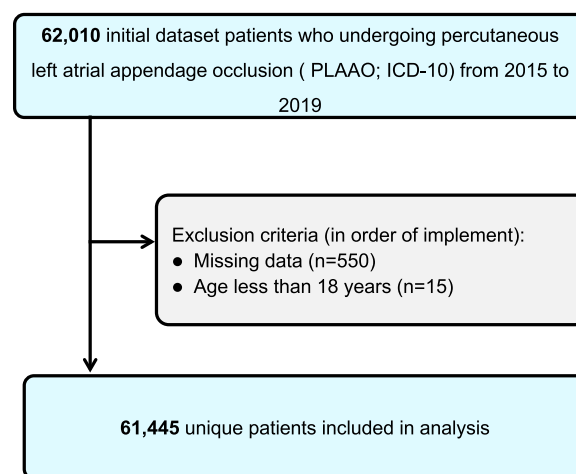 62,010 initial dataset patients who undergoing percutaneous
left atrial appendage occlusion ( PLAAO; ICD-10) from 2015 to
2019
Exclusion criteria (in order of implement):
● Missing data (n=550)
● Age less than 18 years (n=15)
61,445 unique patients included in analysis